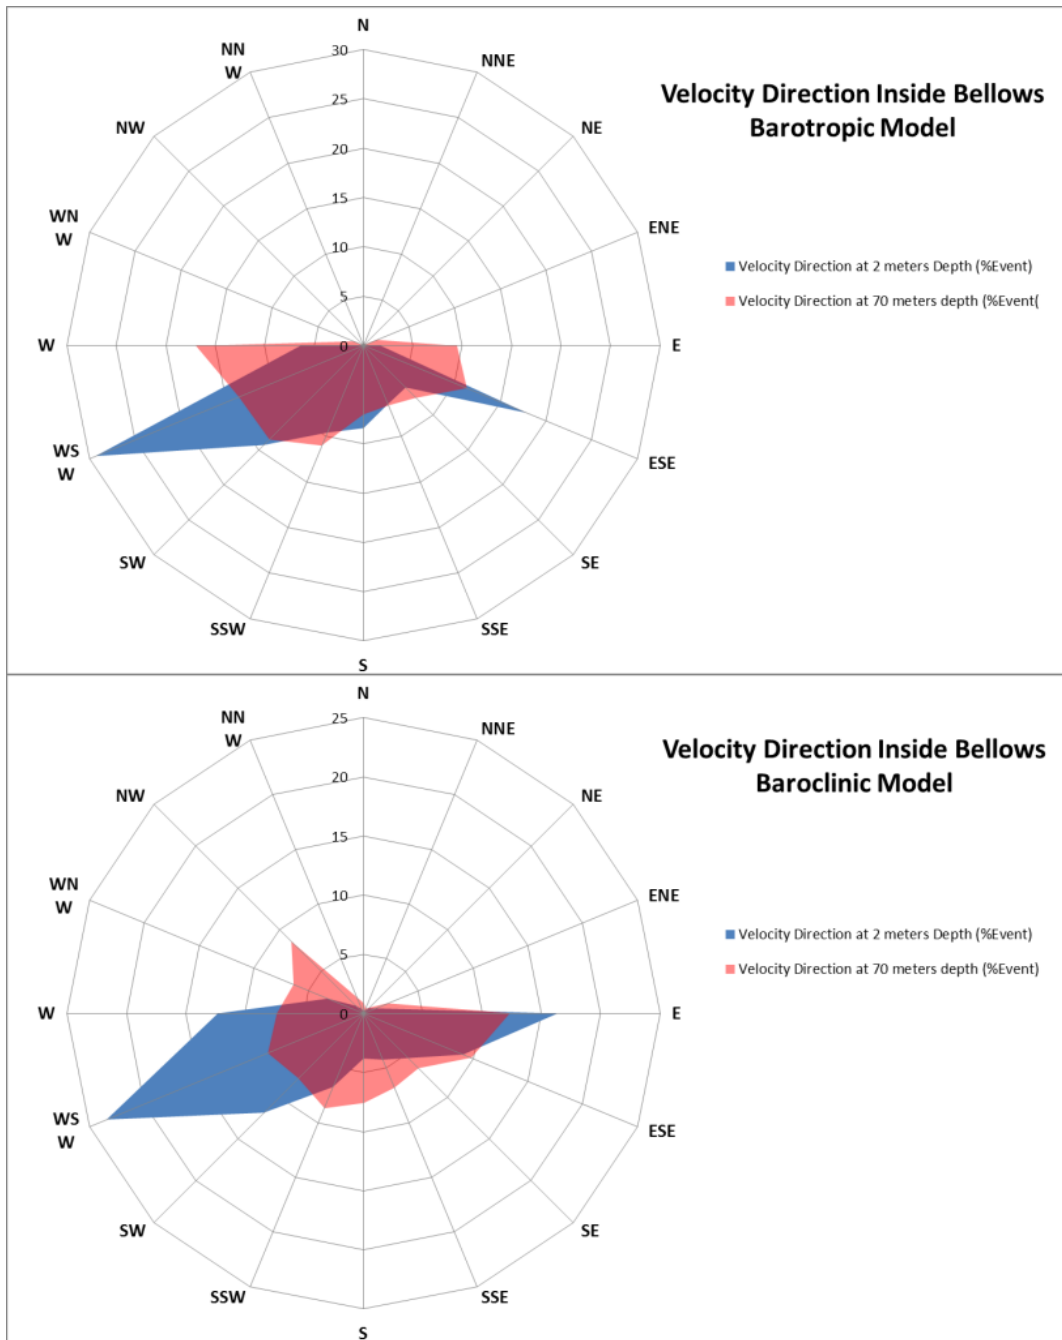 N
NN
W
NNE
30
Velocity Direction Inside Bellows
Barotropic Model
25
NW
NE
20
15
WN
W
ENE
10
Velocity Direction at 2 meters Depth (%Event)
5
Velocity Direction at 70 meters depth (%Event(
W
0
E
WS
W
ESE
SW
SE
SSW
SSE
S
N
NN
W
NNE
25
Velocity Direction Inside Bellows
Baroclinic Model
20
NW
NE
15
WN
W
ENE
10
Velocity Direction at 2 meters Depth (%Event)
5
Velocity Direction at 70 meters depth (%Event)
W
0
E
WS
W
ESE
SW
SE
SSW
SSE
S